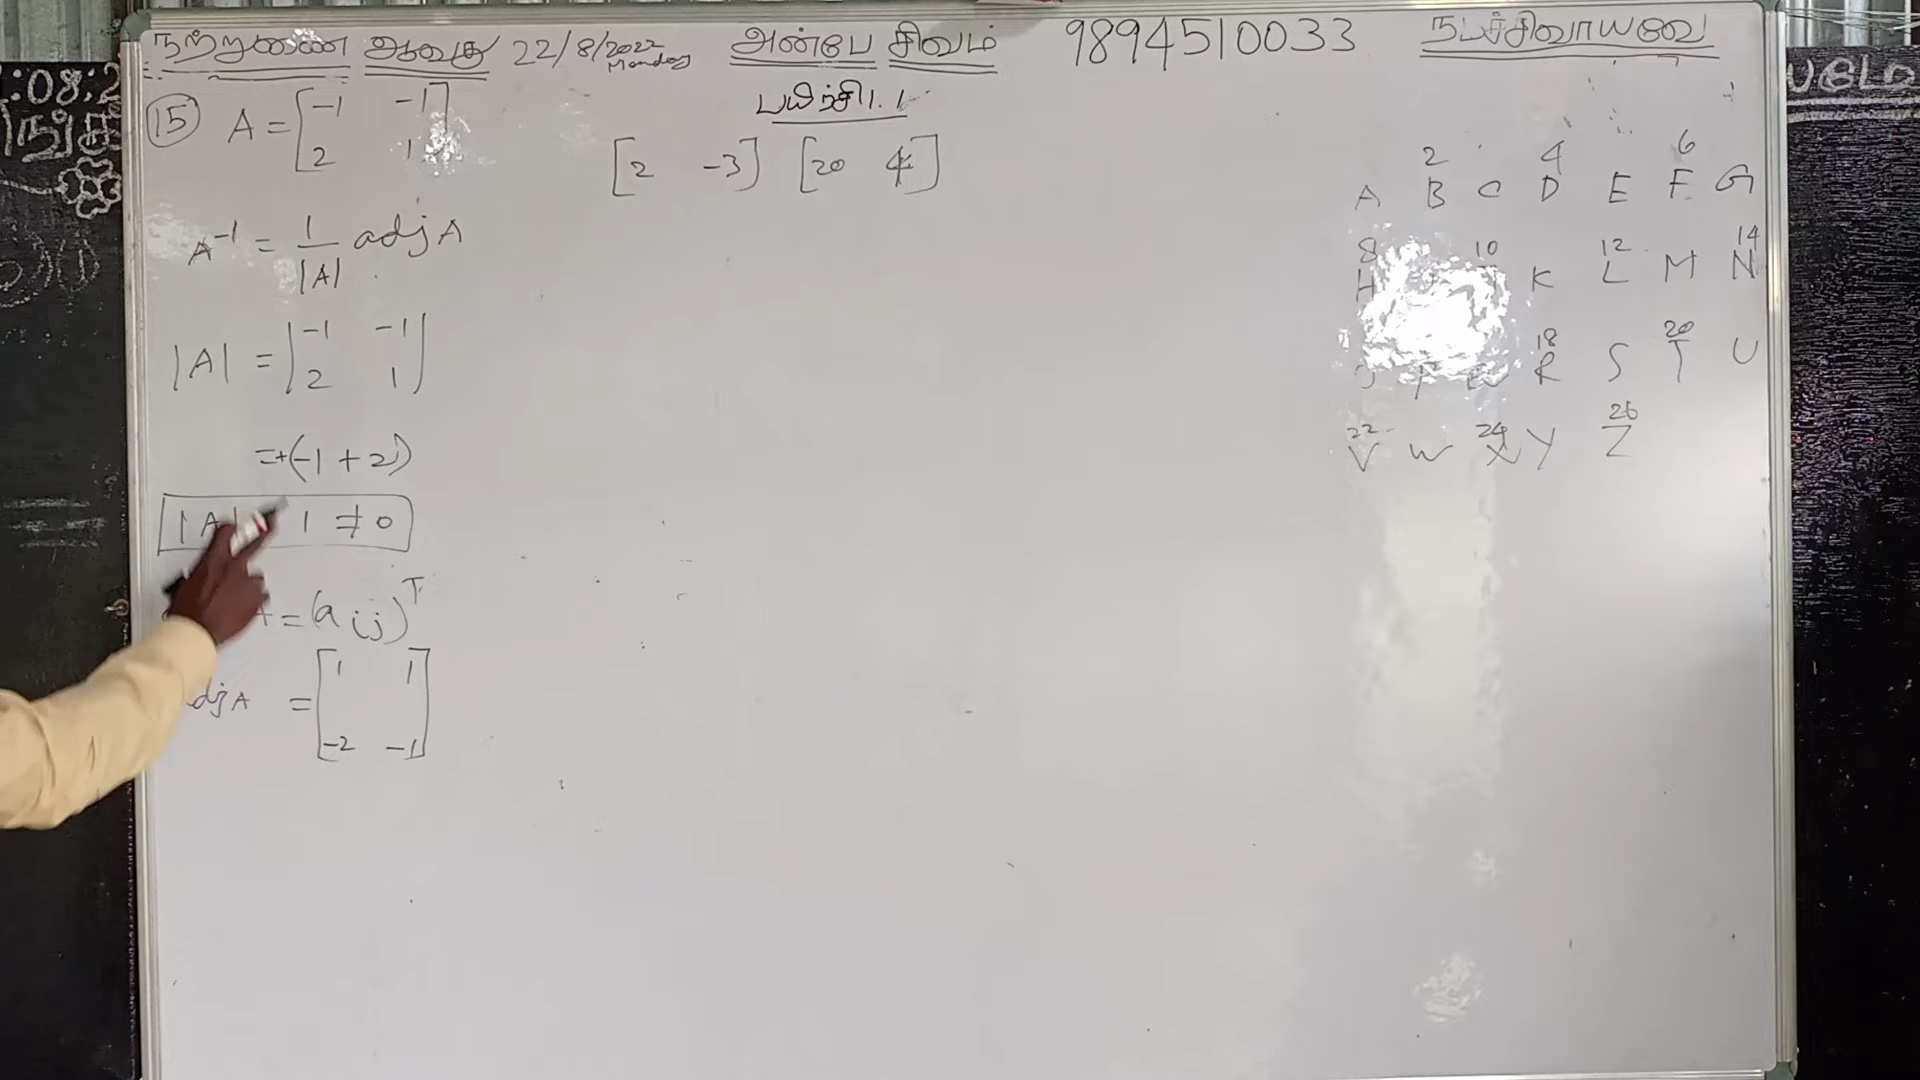 நற்றுணை ஆவது 22/8/2022 Monday அன்பே சிவம் 9894510033 நமச்சிவாயவே
பயிற்சி 1.1
(15) A = [-1 -1
2 1]
[2 -3] [20 4]
A⁻¹ = 1/|A| adj A
|A| = |-1 -1
2 1|
=+(-1+2)
|A| 1 ≠ 0
A = (aij)ᵀ
adj A = [1 1
-2 -1]
2 4 6
A B C D E F G
8 10 12 14
H K L M N
18 20
R S T U
22 24 26
V W X Y Z
:08:2